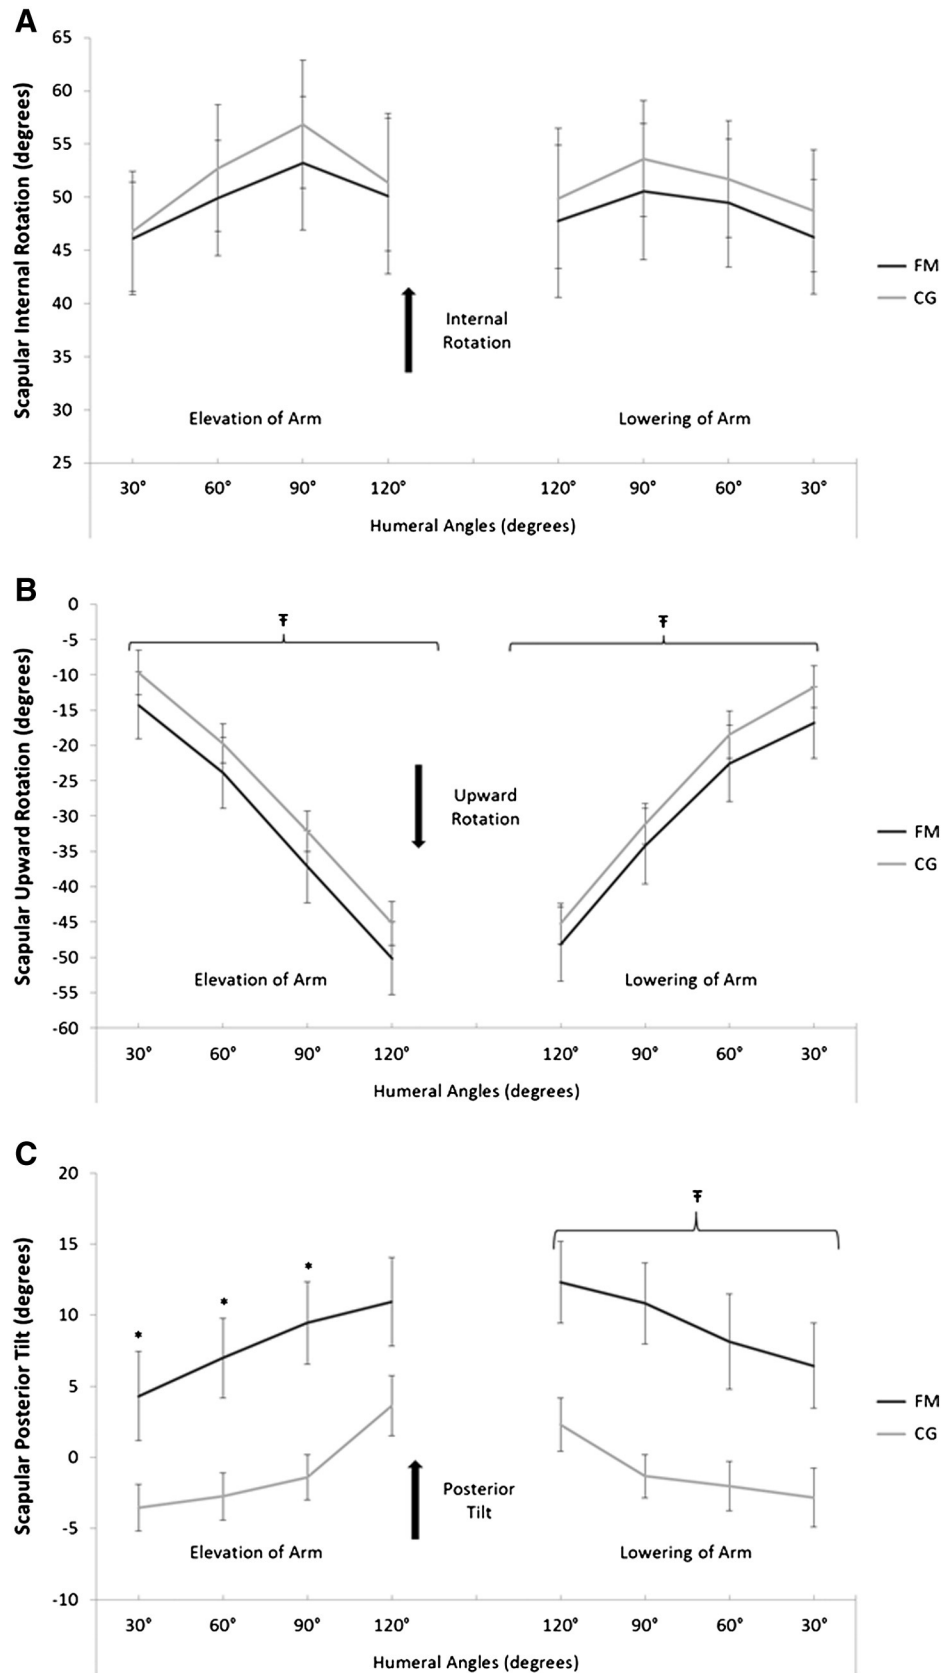 A
Scapular Internal Rotation (degrees)
65
60
55
50
45
40
35
30
25
Internal
Rotation
FM
CG
Elevation of Arm
Lowering of Arm
30° 60° 90° 120° 120° 90° 60° 30°
Humeral Angles (degrees)
B
Scapular Upward Rotation (degrees)
0
-5
-10
-15
-20
-25
-30
-35
-40
-45
-50
-55
-60
Ŧ Ŧ
Upward
Rotation
FM
CG
Elevation of Arm
Lowering of Arm
30° 60° 90° 120° 120° 90° 60° 30°
Humeral Angles (degrees)
C
Scapular Posterior Tilt (degrees)
20
15
10
5
0
-5
-10
Ŧ
* * *
FM
CG
Posterior
Tilt
Elevation of Arm
Lowering of Arm
30° 60° 90° 120° 120° 90° 60° 30°
Humeral Angles (degrees)